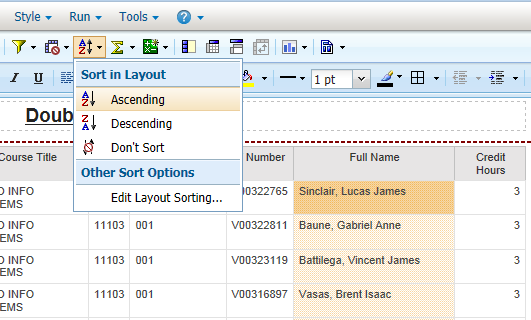 Style Run Tools
1 pt
Sort in Layout
Ascending
Descending
Don't Sort
Other Sort Options
Edit Layout Sorting...
Doub
Course Title Number Full Name Credit Hours
O INFO V00322765 Sinclair, Lucas James 3
EMS
O INFO 11103 001 V00322811 Baune, Gabriel Anne 3
EMS
O INFO 11103 001 V00323119 Battilega, Vincent James 3
EMS
O INFO 11103 001 V00316897 Vasas, Brent Isaac 3
EMS